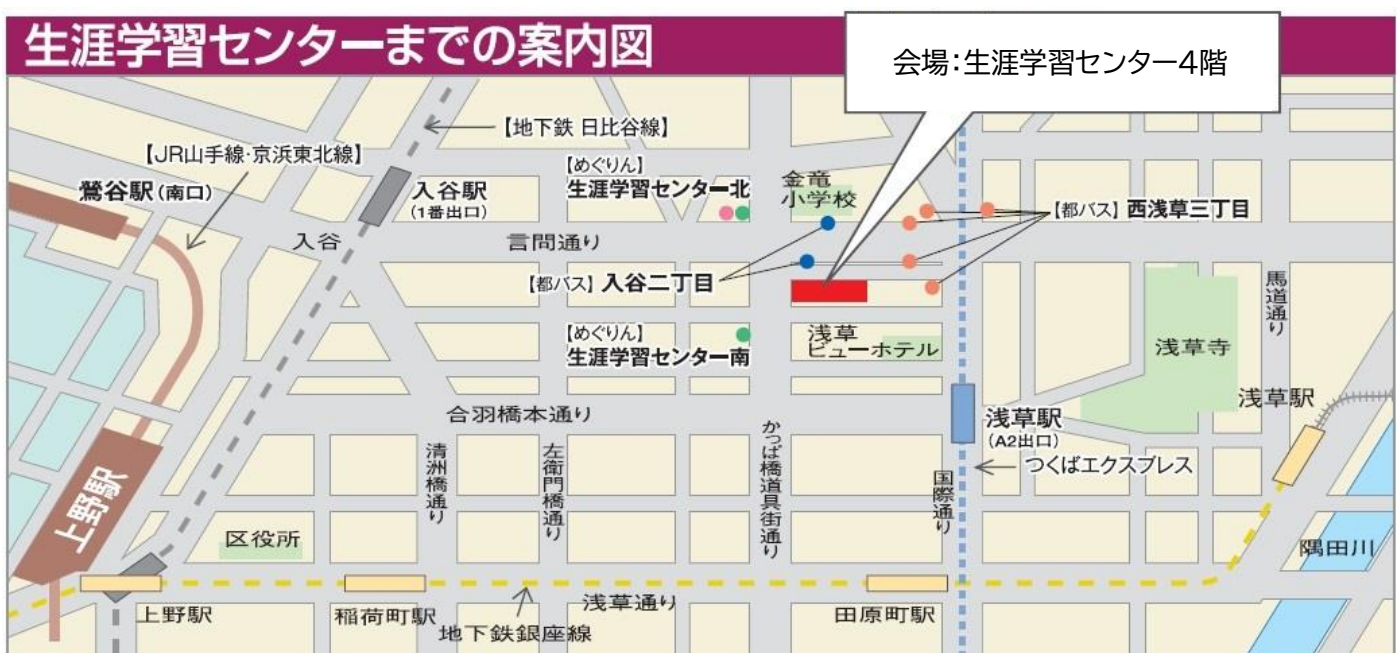 生涯学習センターまでの案内図
会場:生涯学習センター4階
【地下鉄 日比谷線】
【JR山手線・京浜東北線】
鶯谷駅(南口)
入谷駅
(1番出口)
【めぐりん】
生涯学習センター北
金竜
小学校
【都バス】西浅草三丁目
入谷
言問通り
【都バス】入谷二丁目
馬道通り
【めぐりん】
生涯学習センター南
浅草
ビューホテル
浅草寺
浅草駅
合羽橋本通り
浅草駅
(A2出口)
つくばエクスプレス
清洲橋通り
左衛門橋通り
かっぱ橋道具街通り
国際通り
上野駅
区役所
隅田川
上野駅
稲荷町駅
浅草通り
田原町駅
地下鉄銀座線